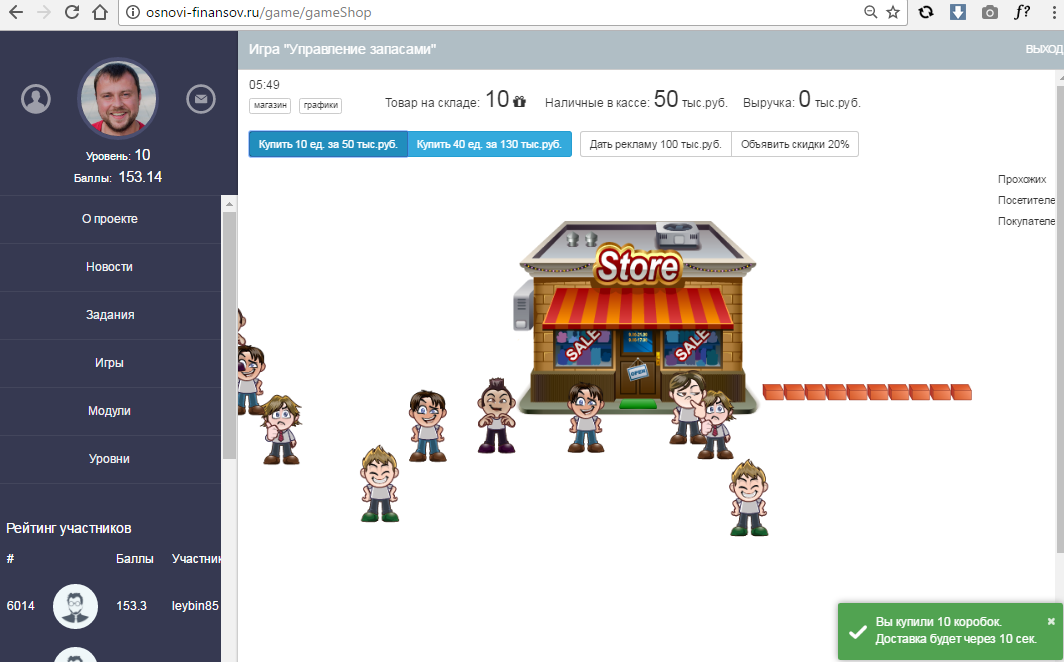 osnovi-finansov.ru/game/gameShop
f?
Игра "Управление запасами"
ВЫХОД
05:49
магазин
графики
Товар на складе: 10
Наличные в кассе: 50 тыс.руб.
Выручка: 0 тыс.руб.
Купить 10 ед. за 50 тыс.руб.
Купить 40 ед. за 130 тыс.руб.
Дать рекламу 100 тыс.руб.
Объявить скидки 20%
Уровень: 10
Баллы: 153.14
О проекте
Новости
Задания
Игры
Модули
Уровни
Рейтинг участников
# Баллы Участник
6014 153.3 leybin85
Прохожих
Посетителе
Покупателе
Store
SALE
SALE
OPEN
Вы купили 10 коробок.
Доставка будет через 10 сек.